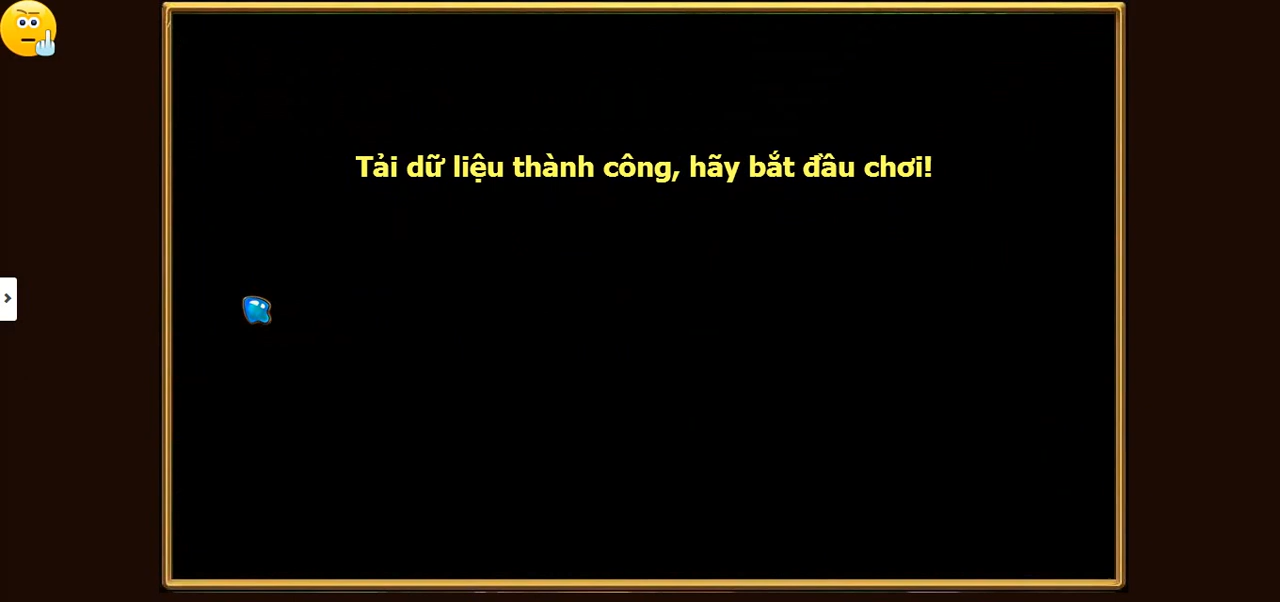 Tải dữ liệu thành công, hãy bắt đầu chơi!